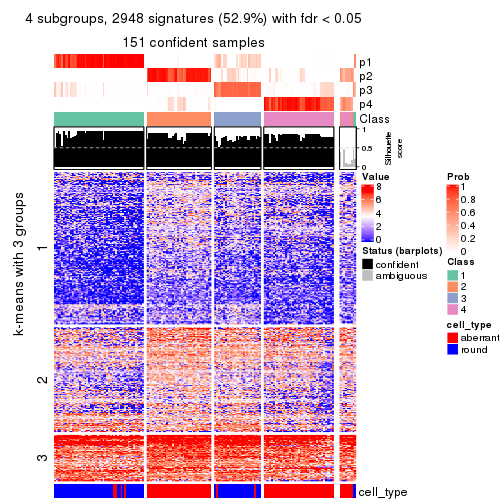 4 subgroups, 2948 signatures (52.9%) with fdr < 0.05
151 confident samples
p1
p2
p3
p4
Class
1
0.5
0
Silhouette
score
k-means with 3 groups
1
2
3
cell_type
Value
8
6
4
2
0
Status (barplots)
confident
ambiguous
Prob
1
0.8
0.6
0.4
0.2
0
Class
1
2
3
4
cell_type
aberrant
round